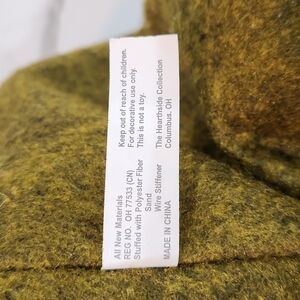 Keep out of reach of children.
For decorative use only.
This is not a toy.
The Hearthside Collection
Columbus, OH
All New Materials
REG NO. OH 77533 (CN)
Stuffed with Polyester Fiber
Sand
Wire Stiffener
MADE IN CHINA